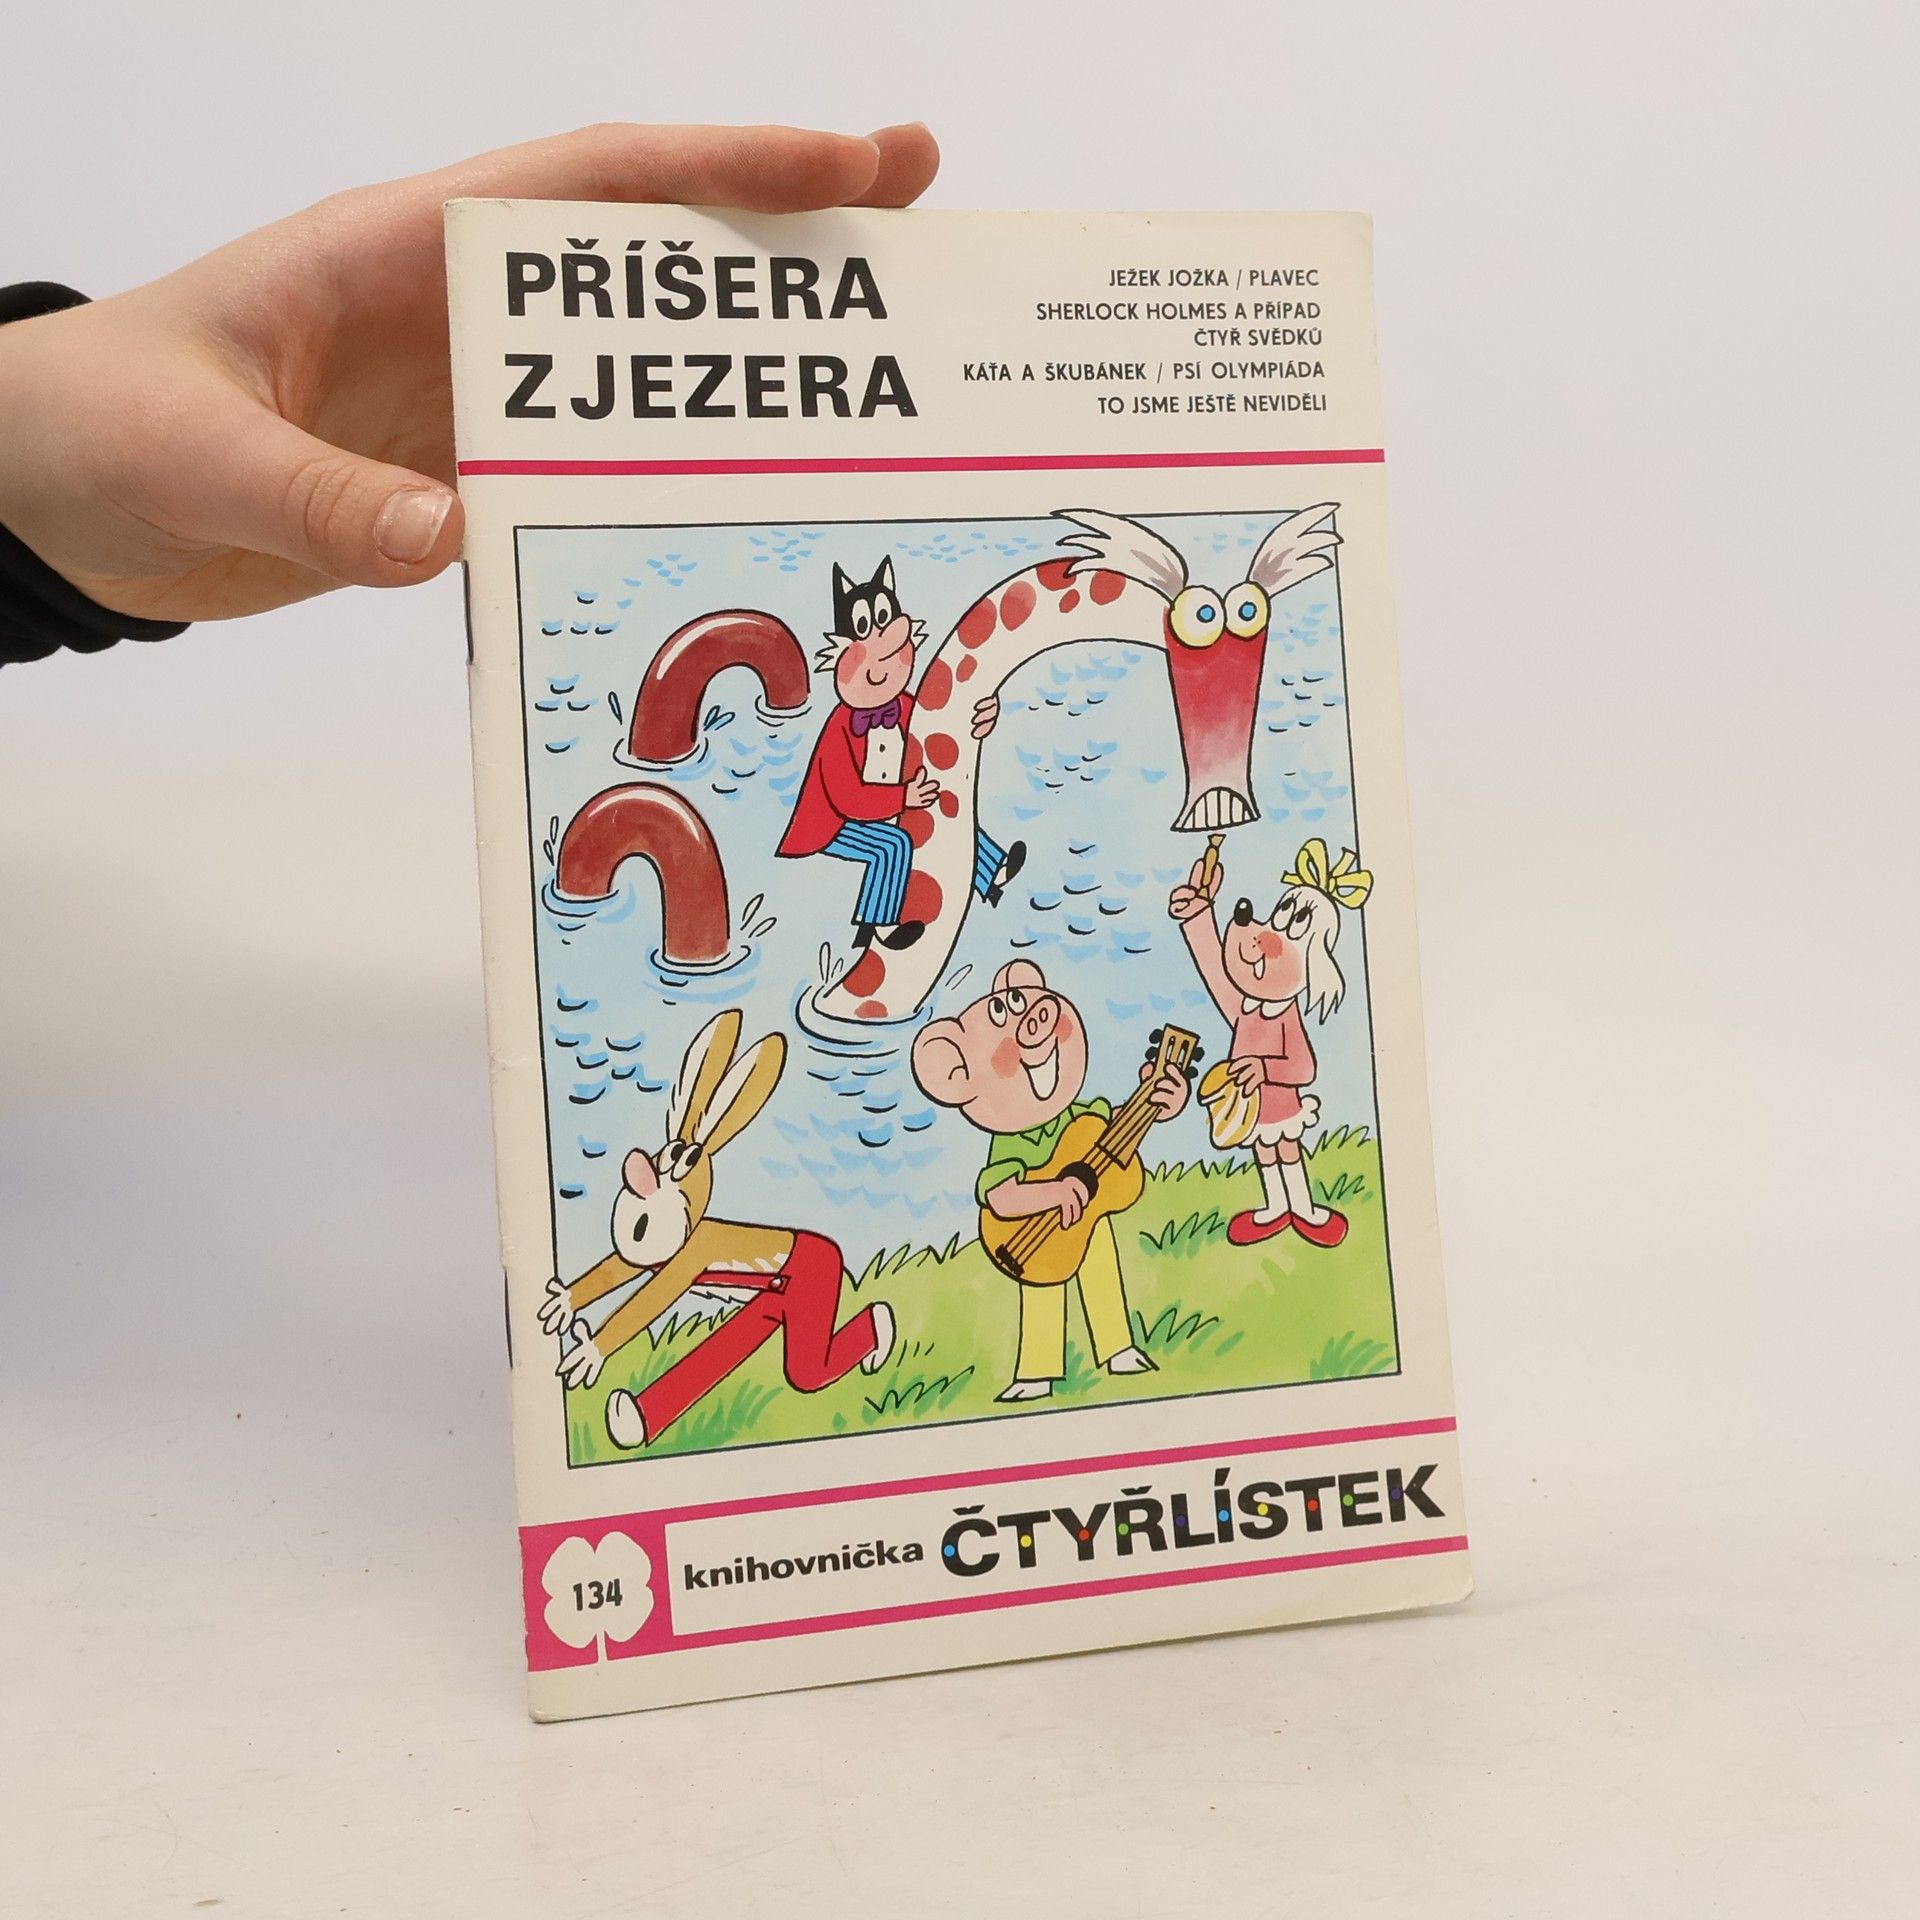 PŘÍŠERA
Z JEZERA
JEŽEK JOŽKA / PLAVEC
SHERLOCK HOLMES A PŘÍPAD
ČTYŘ SVĚDKŮ
KÁŤA A ŠKUBÁNEK / PSÍ OLYMPIÁDA
TO JSME JEŠTĚ NEVIDĚLI
134
knihovnička ČTYŘLÍSTEK